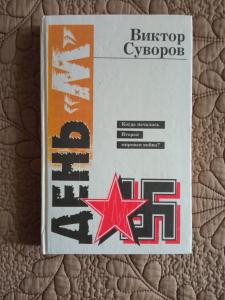 Виктор
Суворов
ДЕНЬ «М»
Когда началась
Вторая
мировая война?